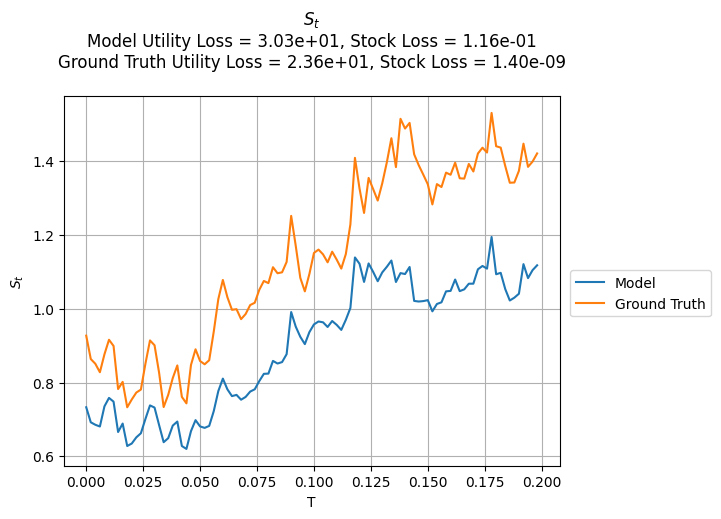 S_t
Model Utility Loss = 3.03e+01, Stock Loss = 1.16e-01
Ground Truth Utility Loss = 2.36e+01, Stock Loss = 1.40e-09
1.4
1.2
1.0
0.8
0.6
S_t
0.000 0.025 0.050 0.075 0.100 0.125 0.150 0.175 0.200
T
Model
Ground Truth